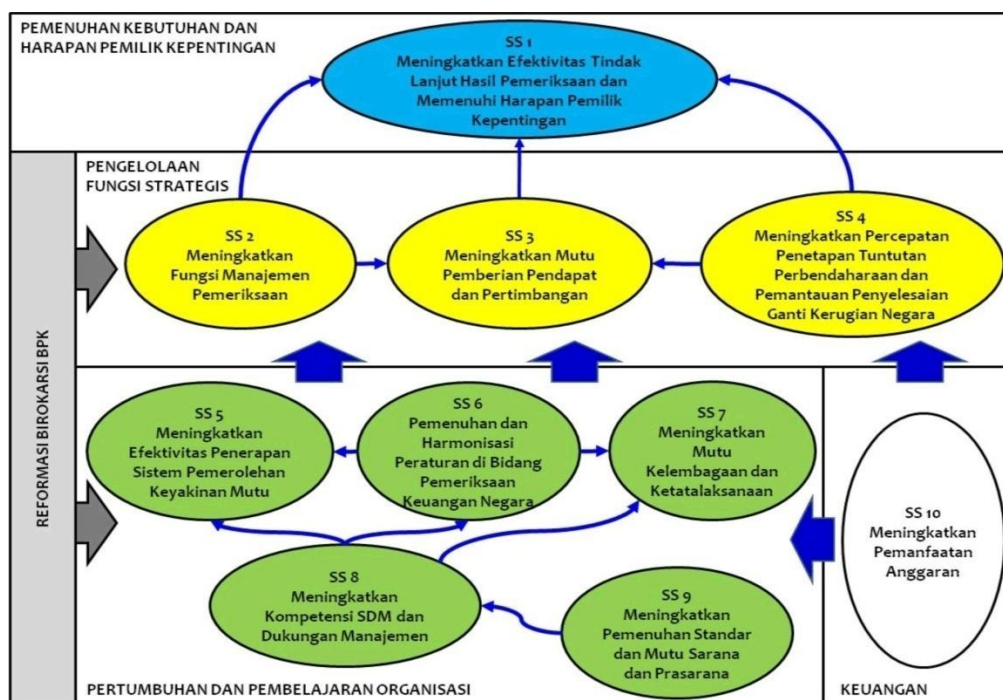 PEMENUHAN KEBUTUHAN DAN
HARAPAN PEMILIK KEPENTINGAN
SS 1
Meningkatkan Efektivitas Tindak
Lanjut Hasil Pemeriksaan dan
Memenuhi Harapan Pemilik
Kepentingan
REFORMASI BIROKARSI BPK
PENGELOLAAN
FUNGSI STRATEGIS
SS 2
Meningkatkan
Fungsi Manajemen
Pemeriksaan
SS 3
Meningkatkan Mutu
Pemberian Pendapat
dan Pertimbangan
SS 4
Meningkatkan Percepatan
Penetapan Tuntutan
Perbendaharaan dan
Pemantauan Penyelesaian
Ganti Kerugian Negara
SS 5
Meningkatkan
Efektivitas Penerapan
Sistem Pemerolehan
Keyakinan Mutu
SS 6
Pemenuhan dan
Harmonisasi
Peraturan di Bidang
Pemeriksaan
Keuangan Negara
SS 7
Meningkatkan
Mutu
Kelembagaan dan
Ketatalaksanaan
SS 8
Meningkatkan
Kompetensi SDM dan
Dukungan Manajemen
SS 9
Meningkatkan
Pemenuhan Standar
dan Mutu Sarana
dan Prasarana
SS 10
Meningkatkan
Pemanfaatan
Anggaran
PERTUMBUHAN DAN PEMBELAJARAN ORGANISASI
KEUANGAN